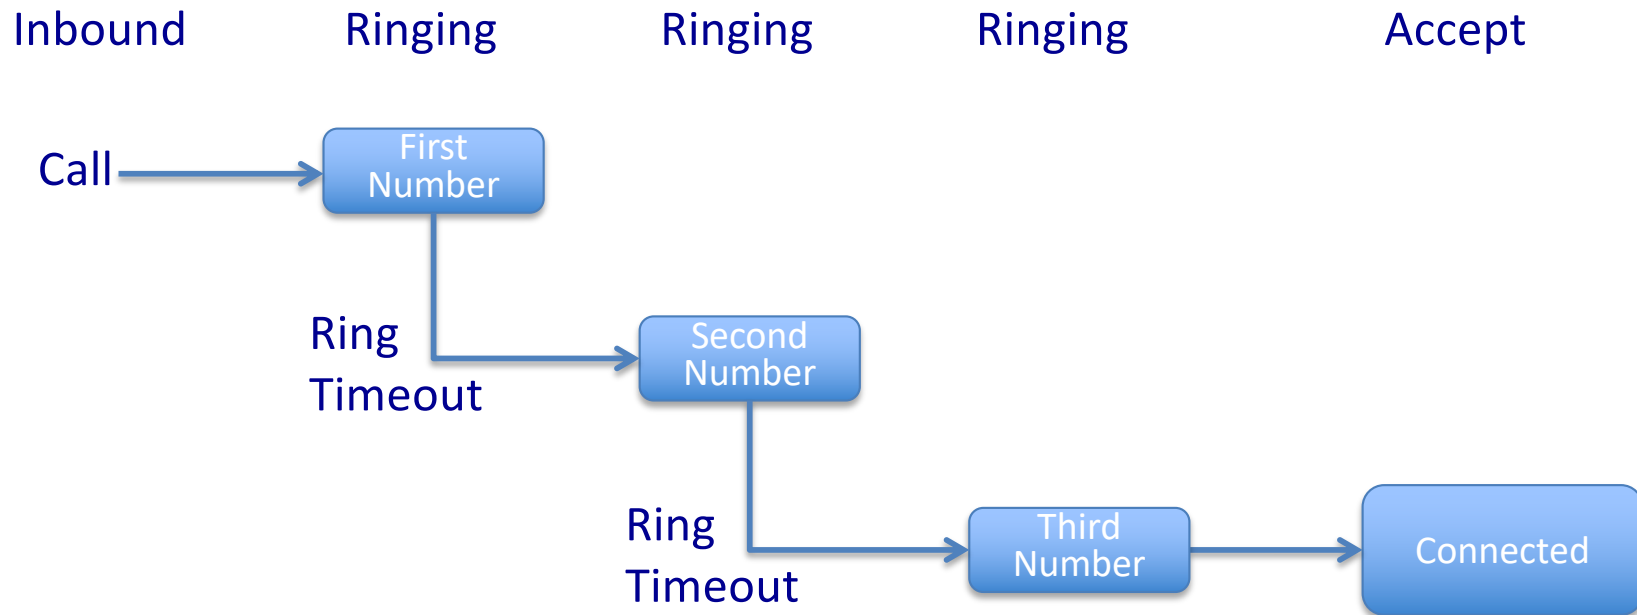 Inbound
Ringing
Ringing
Ringing
Accept
Call
First
Number
Ring
Timeout
Second
Number
Ring
Timeout
Third
Number
Connected